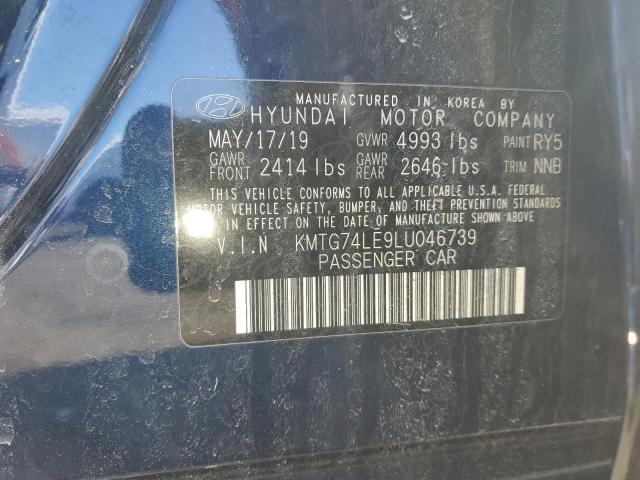 MANUFACTURED IN KOREA BY
HYUNDAI MOTOR COMPANY
MAY/17/19 GVWR 4993 lbs PAINT RY5
GAWR FRONT 2414 lbs GAWR REAR 2646 lbs TRIM NNB
THIS VEHICLE CONFORMS TO ALL APPLICABLE U.S.A. FEDERAL
MOTOR VEHICLE SAFETY, BUMPER, AND THEFT PREVENTION STANDARDS
IN EFFECT ON THE DATE OF MANUFACTURE SHOWN ABOVE.
V.I.N KMTG74LE9LU046739
PASSENGER CAR